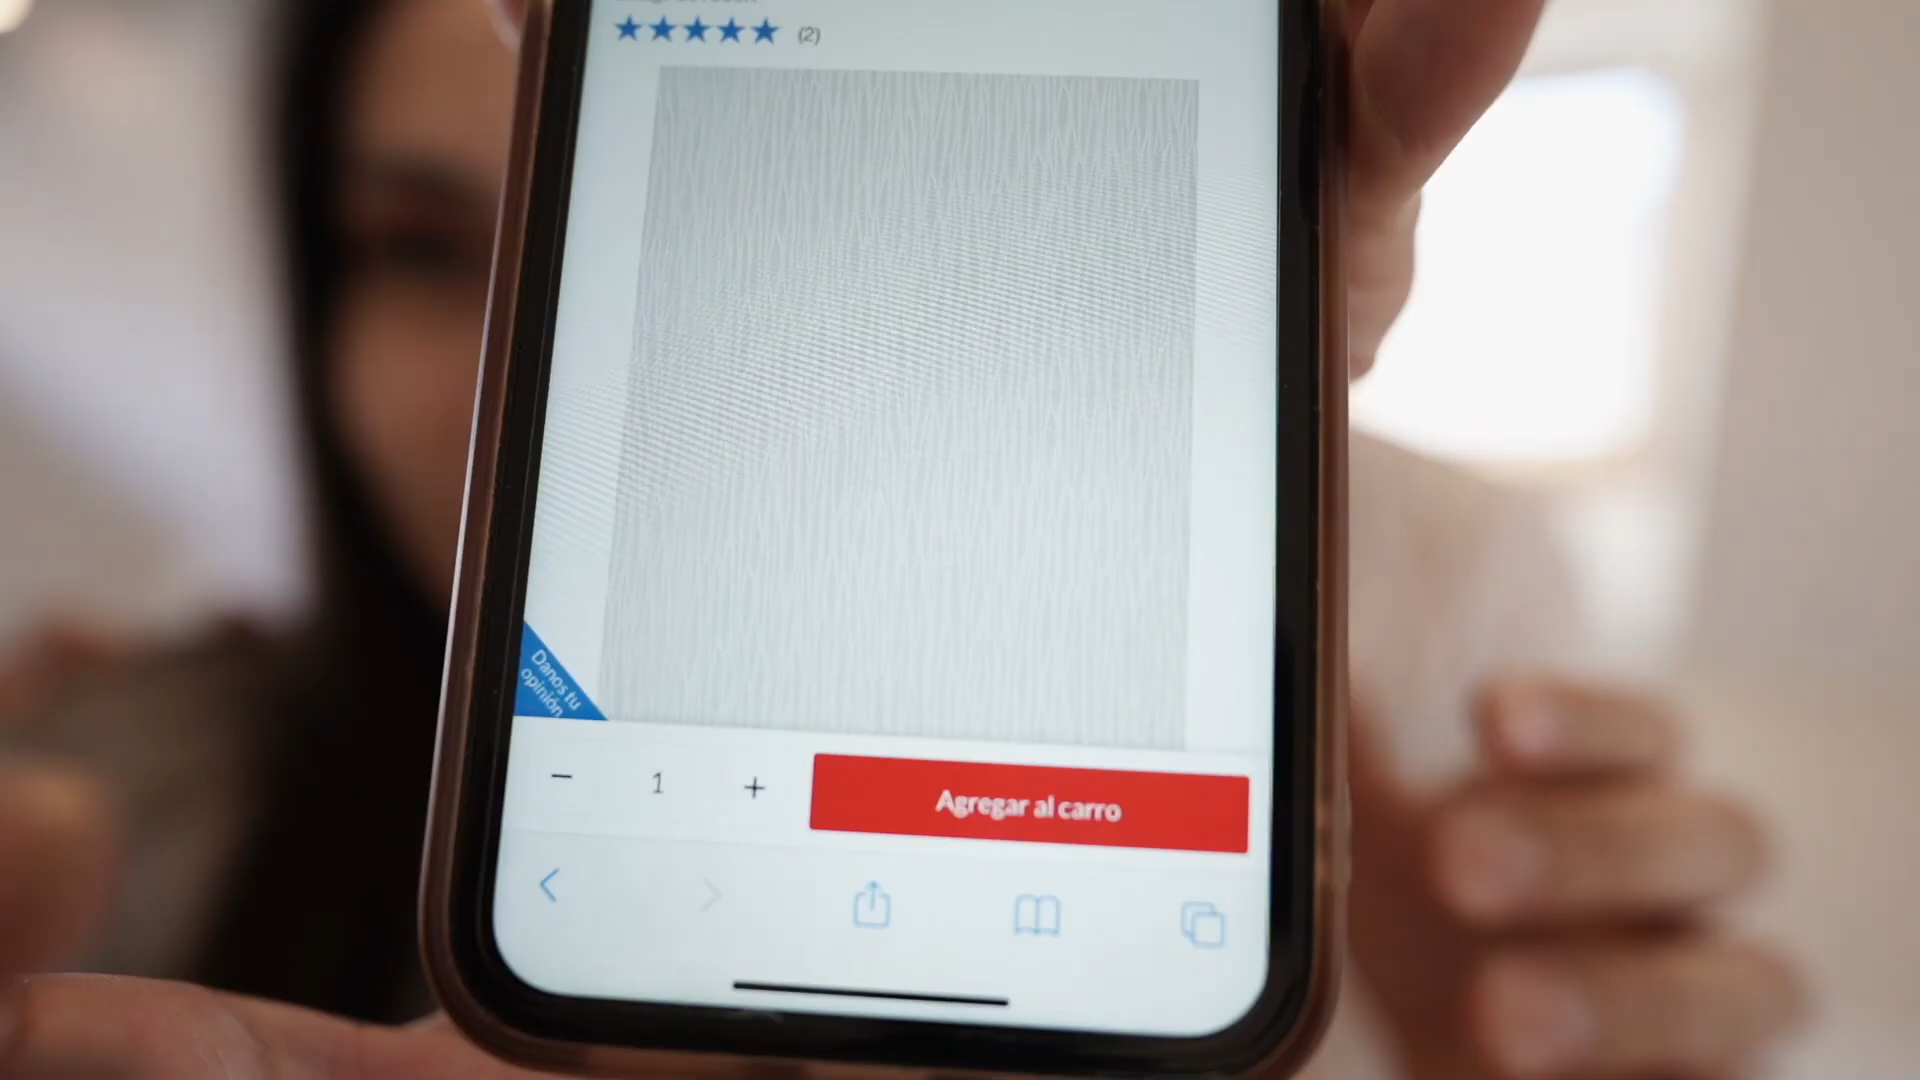 (2)
Danos tu
opinión
1
Agregar al carro